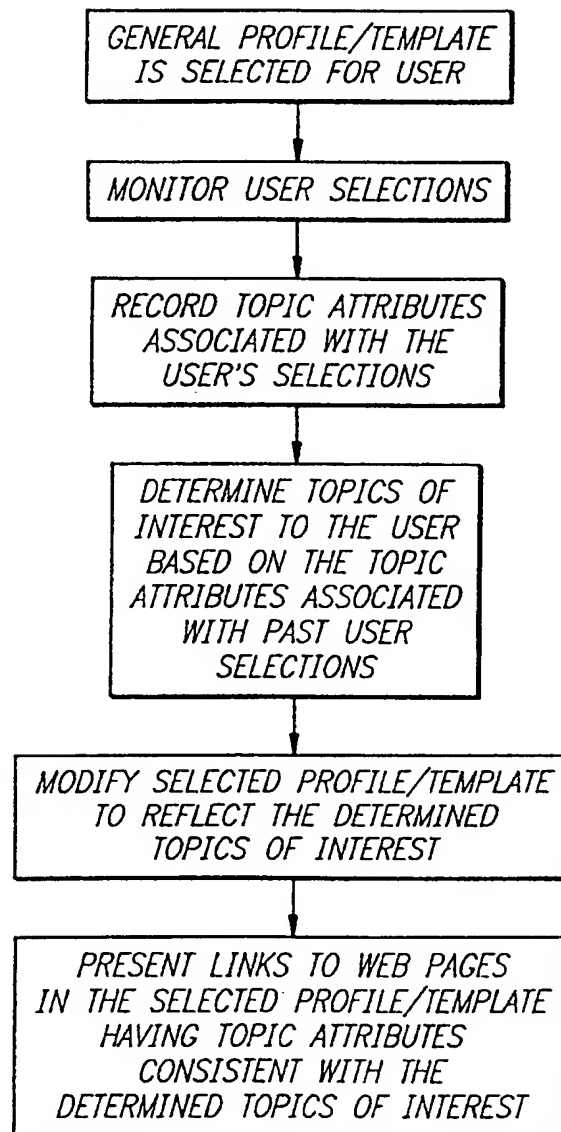 GENERAL PROFILE/TEMPLATE
IS SELECTED FOR USER
MONITOR USER SELECTIONS
RECORD TOPIC ATTRIBUTES
ASSOCIATED WITH THE
USER'S SELECTIONS
DETERMINE TOPICS OF
INTEREST TO THE USER
BASED ON THE TOPIC
ATTRIBUTES ASSOCIATED
WITH PAST USER
SELECTIONS
MODIFY SELECTED PROFILE/TEMPLATE
TO REFLECT THE DETERMINED
TOPICS OF INTEREST
PRESENT LINKS TO WEB PAGES
IN THE SELECTED PROFILE/TEMPLATE
HAVING TOPIC ATTRIBUTES
CONSISTENT WITH THE
DETERMINED TOPICS OF INTEREST